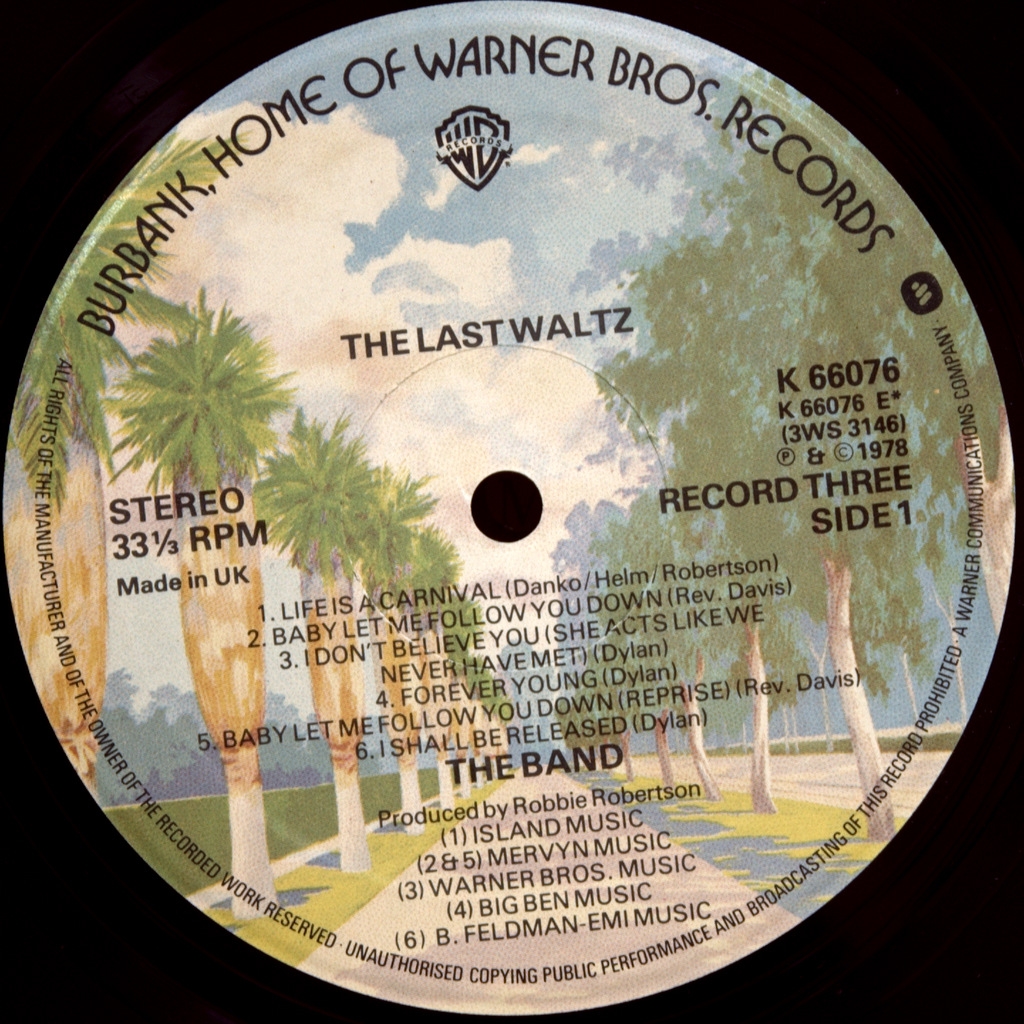 BURBANK, HOME OF WARNER BROS. RECORDS
RECORDS
THE LAST WALTZ
K 66076
K 66076 E*
(3WS 3146)
℗ & © 1978
RECORD THREE
SIDE 1
STEREO
33⅓ RPM
Made in UK
1. LIFE IS A CARNIVAL (Danko/Helm/Robertson)
2. BABY LET ME FOLLOW YOU DOWN (Rev. Davis)
3. I DON'T BELIEVE YOU (SHE ACTS LIKE WE
NEVER HAVE MET) (Dylan)
4. FOREVER YOUNG (Dylan)
5. BABY LET ME FOLLOW YOU DOWN (REPRISE) (Rev. Davis)
6. I SHALL BE RELEASED (Dylan)
THE BAND
Produced by Robbie Robertson
(1) ISLAND MUSIC
(2 & 5) MERVYN MUSIC
(3) WARNER BROS. MUSIC
(4) BIG BEN MUSIC
(6) B. FELDMAN-EMI MUSIC
ALL RIGHTS OF THE MANUFACTURER AND OF THE OWNER OF THE RECORDED WORK RESERVED · UNAUTHORISED COPYING PUBLIC PERFORMANCE AND BROADCASTING OF THIS RECORD PROHIBITED · A WARNER COMMUNICATIONS COMPANY ·